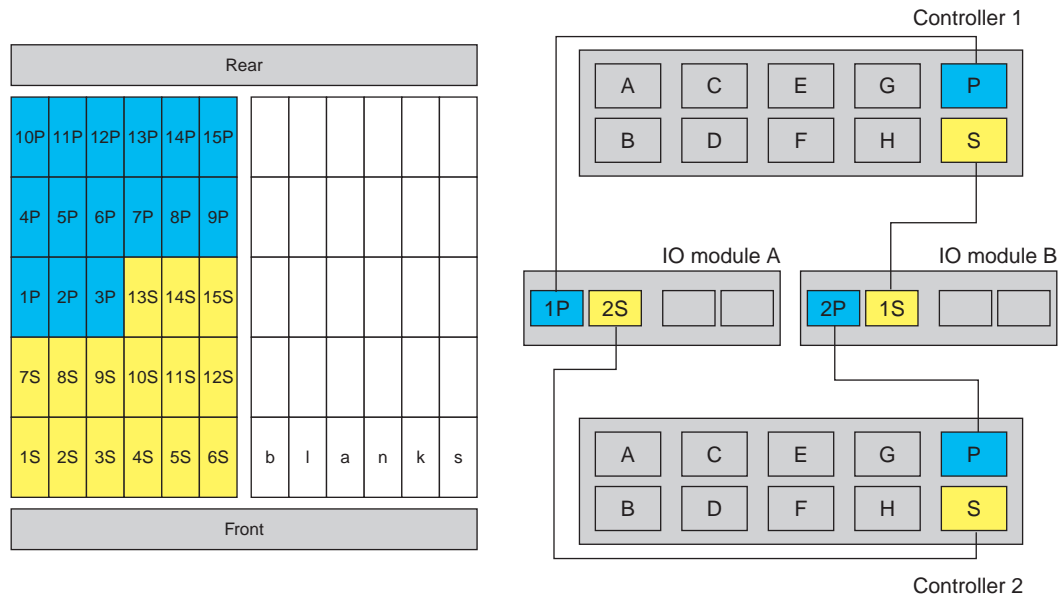 Controller 1
Rear
A C E G P
B D F H S
10P 11P 12P 13P 14P 15P
4P 5P 6P 7P 8P 9P
IO module A IO module B
1P 2P 3P 13S 14S 15S
1P 2S 2P 1S
7S 8S 9S 10S 11S 12S
1S 2S 3S 4S 5S 6S b l a n k s
A C E G P
B D F H S
Front
Controller 2